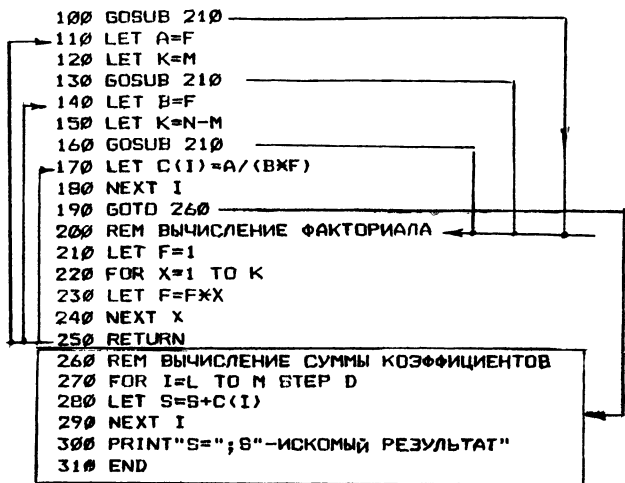 100 GOSUB 210
110 LET A=F
120 LET K=M
130 GOSUB 210
140 LET B=F
150 LET K=N-M
160 GOSUB 210
170 LET C(I)=A/(B*F)
180 NEXT I
190 GOTO 260
200 REM ВЫЧИСЛЕНИЕ ФАКТОРИАЛА
210 LET F=1
220 FOR X=1 TO K
230 LET F=F*X
240 NEXT X
250 RETURN
260 REM ВЫЧИСЛЕНИЕ СУММЫ КОЭФФИЦИЕНТОВ
270 FOR I=L TO M STEP D
280 LET S=S+C(I)
290 NEXT I
300 PRINT"S=";S"-ИСКОМЫЙ РЕЗУЛЬТАТ"
310 END